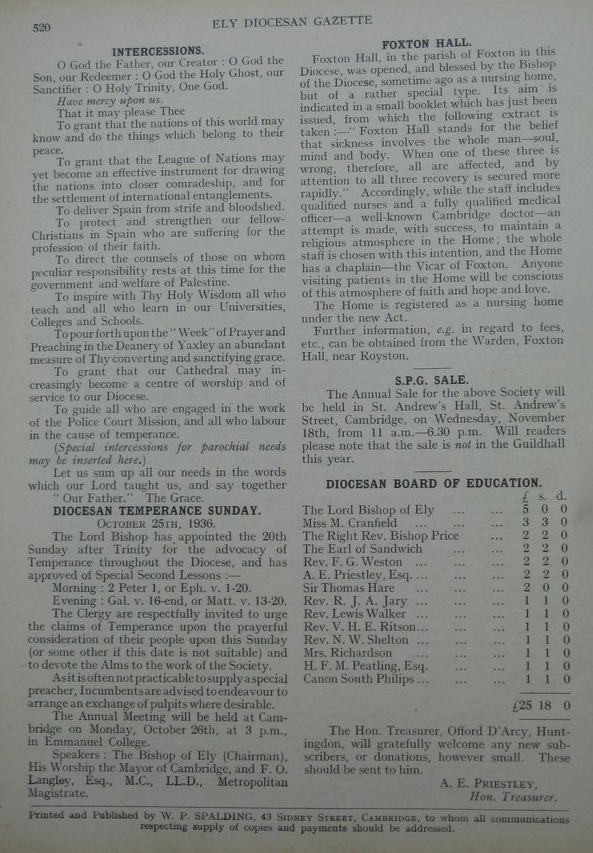 520
ELY DIOCESAN GAZETTE
INTERCESSIONS.
O God the Father, our Creator : O God the
Son, our Redeemer : O God the Holy Ghost, our
Sanctifier : O Holy Trinity, One God.
Have mercy upon us.
That it may please Thee
To grant that the nations of this world may
know and do the things which belong to their
peace.
To grant that the League of Nations may
yet become an effective instrument for drawing
the nations into closer comradeship, and for
the settlement of international entanglements.
To deliver Spain from strife and bloodshed.
To protect and strengthen our fellow-
Christians in Spain who are suffering for the
profession of their faith.
To direct the counsels of those on whom
peculiar responsibility rests at this time for the
government and welfare of Palestine.
To inspire with Thy Holy Wisdom all who
teach and all who learn in our Universities,
Colleges and Schools.
To pour forth upon the "Week" of Prayer and
Preaching in the Deanery of Yaxley an abundant
measure of Thy converting and sanctifying grace.
To grant that our Cathedral may in-
creasingly become a centre of worship and of
service to our Diocese.
To guide all who are engaged in the work
of the Police Court Mission, and all who labour
in the cause of temperance.
(Special intercessions for parochial needs
may be inserted here.)
Let us sum up all our needs in the words
which our Lord taught us, and say together
" Our Father." The Grace.
DIOCESAN TEMPERANCE SUNDAY.
OCTOBER 25TH, 1936.
The Lord Bishop has appointed the 20th
Sunday after Trinity for the advocacy of
Temperance throughout the Diocese, and has
approved of Special Second Lessons :—
Morning : 2 Peter 1, or Eph. v. 1-20.
Evening : Gal. v. 16-end, or Matt. v. 13-20.
The Clergy are respectfully invited to urge
the claims of Temperance upon the prayerful
consideration of their people upon this Sunday
(or some other if this date is not suitable) and
to devote the Alms to the work of the Society.
As it is often not practicable to supply a special
preacher, Incumbents are advised to endeavour to
arrange an exchange of pulpits where desirable.
The Annual Meeting will be held at Cam-
bridge on Monday, October 26th, at 3 p.m.,
in Emmanuel College.
Speakers : The Bishop of Ely (Chairman),
His Worship the Mayor of Cambridge, and F. O.
Langley, Esq., M.C., LL.D., Metropolitan
Magistrate.
FOXTON HALL.
Foxton Hall, in the parish of Foxton in this
Diocese, was opened, and blessed by the Bishop
of the Diocese, sometime ago as a nursing home,
but of a rather special type. Its aim is
indicated in a small booklet which has just been
issued, from which the following extract is
taken :—" Foxton Hall stands for the belief
that sickness involves the whole man—soul,
mind and body. When one of these three is
wrong, therefore, all are affected, and by
attention to all three recovery is secured more
rapidly." Accordingly, while the staff includes
qualified nurses and a fully qualified medical
officer—a well-known Cambridge doctor—an
attempt is made, with success, to maintain a
religious atmosphere in the Home ; the whole
staff is chosen with this intention, and the Home
has a chaplain—the Vicar of Foxton. Anyone
visiting patients in the Home will be conscious
of this atmosphere of faith and hope and love.
The Home is registered as a nursing home
under the new Act.
Further information, e.g. in regard to fees,
etc., can be obtained from the Warden, Foxton
Hall, near Royston.
S.P.G. SALE.
The Annual Sale for the above Society will
be held in St. Andrew's Hall, St. Andrew's
Street, Cambridge, on Wednesday, November
18th, from 11 a.m.—6.30 p.m. Will readers
please note that the sale is not in the Guildhall
this year.
DIOCESAN BOARD OF EDUCATION.
£ s. d.
The Lord Bishop of Ely ... ... 5 0 0
Miss M. Cranfield ... ... 3 3 0
The Right Rev. Bishop Price ... 2 2 0
The Earl of Sandwich ... ... 2 2 0
Rev. F. G. Weston ... ... 2 2 0
A. E. Priestley, Esq. ... ... 2 2 0
Sir Thomas Hare ... ... 2 0 0
Rev. R. J. A. Jary ... ... 1 1 0
Rev. Lewis Walker ... ... 1 1 0
Rev. V. H. E. Ritson... ... 1 1 0
Rev. N. W. Shelton ... ... 1 1 0
Mrs. Richardson ... ... 1 1 0
H. F. M. Peatling, Esq. ... 1 1 0
Canon South Philips ... ... 1 1 0
£25 18 0
The Hon. Treasurer, Offord D'Arcy, Hunt-
ingdon, will gratefully welcome any new sub-
scribers, or donations, however small. These
should be sent to him.
A. E. PRIESTLEY,
Hon. Treasurer.
Printed and Published by W. P. SPALDING, 43 SIDNEY STREET, CAMBRIDGE, to whom all communications
respecting supply of copies and payments should be addressed.